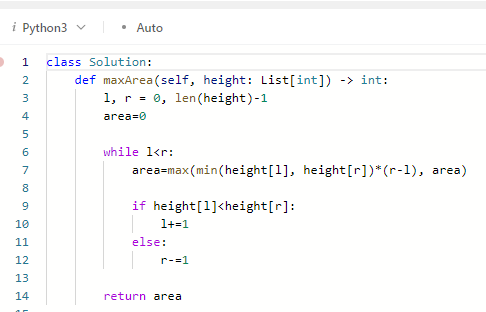 i Python3 • Auto
1 class Solution:
2     def maxArea(self, height: List[int]) -> int:
3         l, r = 0, len(height)-1
4         area=0
5
6         while l<r:
7             area=max(min(height[l], height[r])*(r-l), area)
8
9             if height[l]<height[r]:
10                 l+=1
11             else:
12                 r-=1
13
14         return area